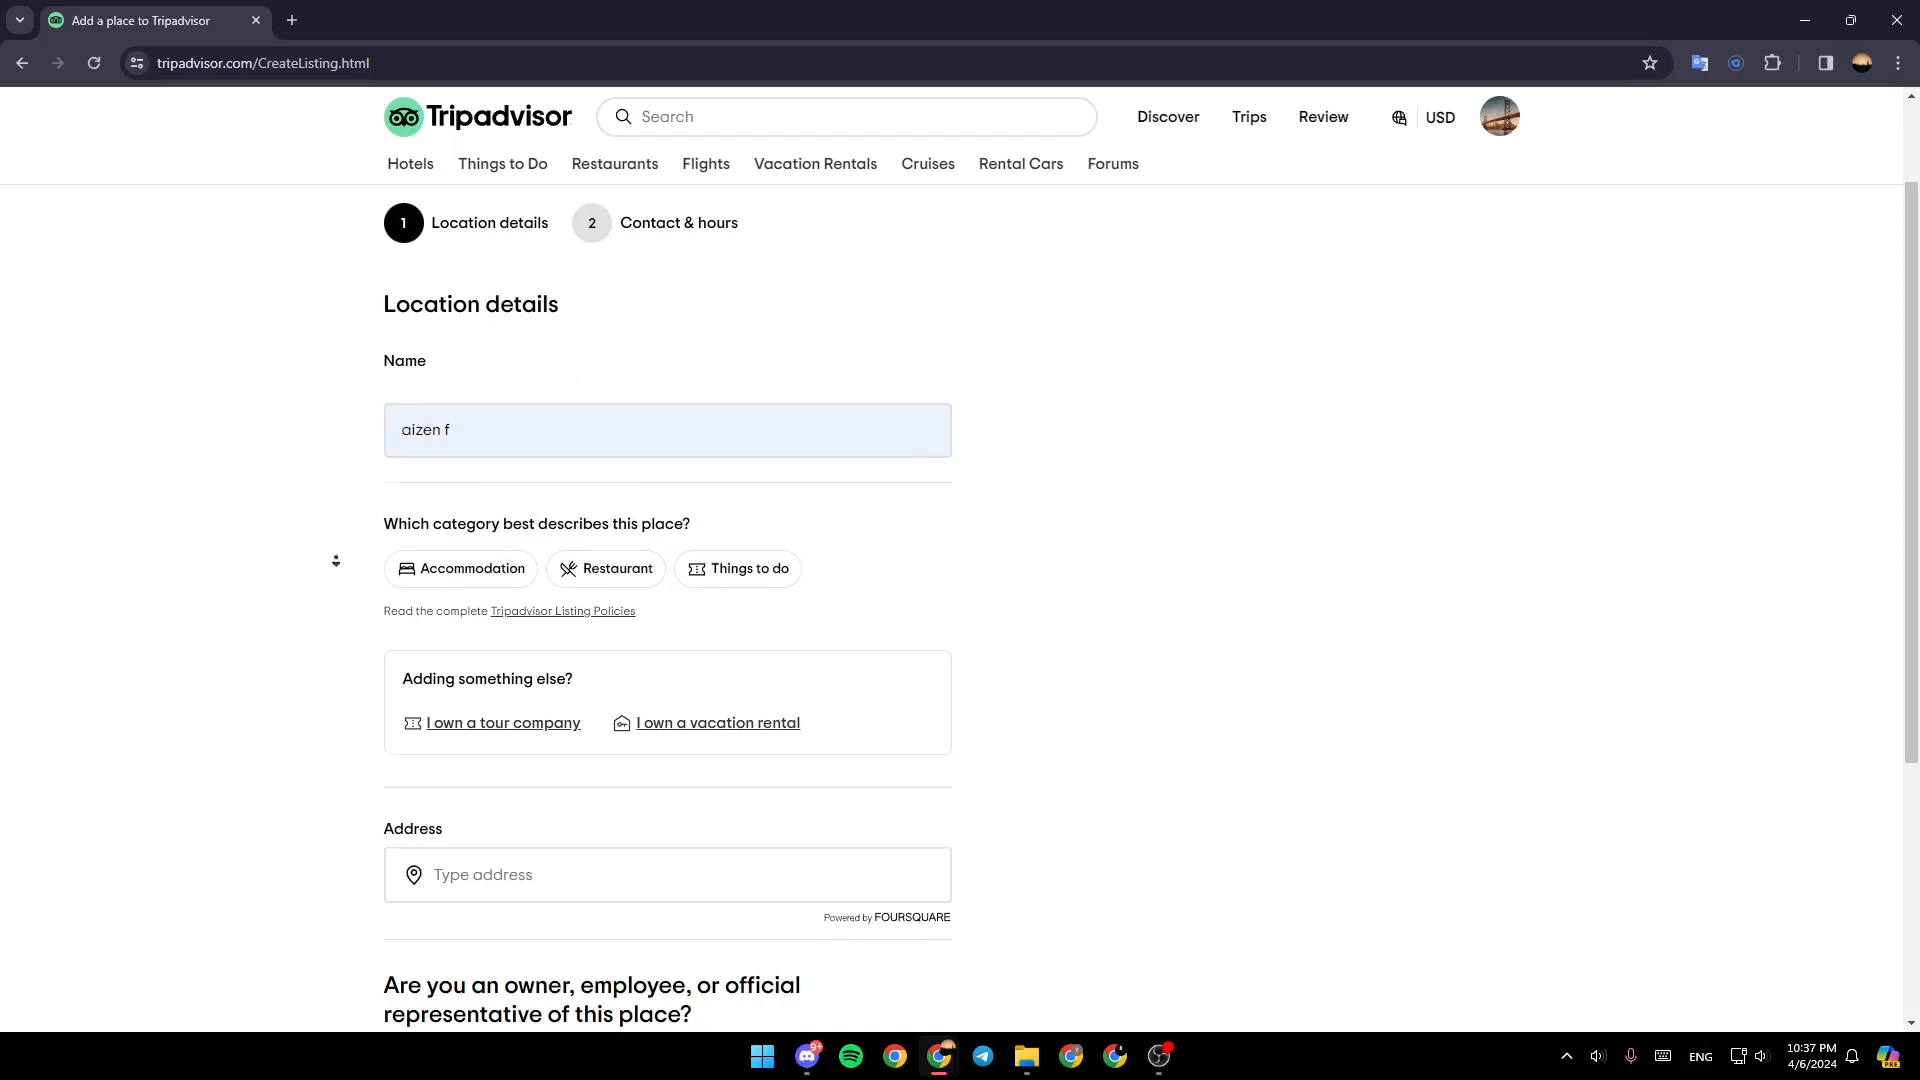 Add a place to Tripadvisor
tripadvisor.com/CreateListing.html
Tripadvisor
Search
Discover
Trips
Review
USD
Hotels
Things to Do
Restaurants
Flights
Vacation Rentals
Cruises
Rental Cars
Forums
1 Location details
2 Contact & hours
Location details
Name
aizen f
Which category best describes this place?
Accommodation
Restaurant
Things to do
Read the complete Tripadvisor Listing Policies
Adding something else?
I own a tour company
I own a vacation rental
Address
Type address
Powered by FOURSQUARE
Are you an owner, employee, or official
representative of this place?
9+
ENG
10:37 PM
4/6/2024
PRE